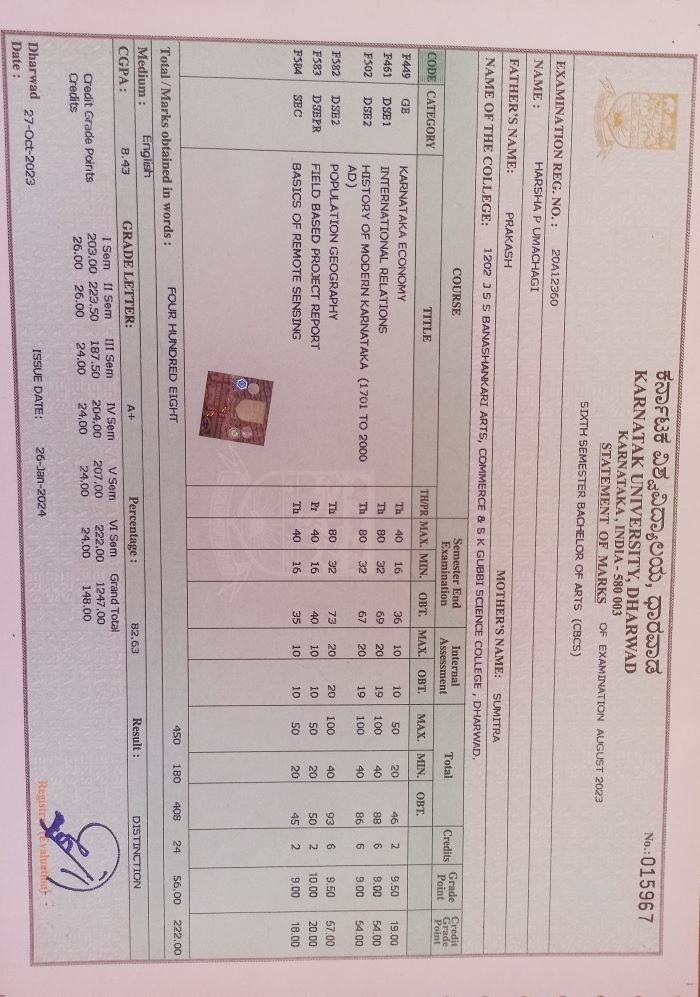 No.: 015967
ಕರ್ನಾಟಕ ವಿಶ್ವವಿದ್ಯಾಲಯ, ಧಾರವಾಡ
KARNATAK UNIVERSITY, DHARWAD
KARNATAKA, INDIA - 580 003
STATEMENT OF MARKS OF EXAMINATION AUGUST 2023
SIXTH SEMESTER BACHELOR OF ARTS (CBCS)
EXAMINATION REG. NO. : 20A12360
NAME : HARSHA P UMACHAGI
FATHER'S NAME: PRAKASH MOTHER'S NAME: SUMITRA
NAME OF THE COLLEGE: 1202 J S S BANASHANKARI ARTS, COMMERCE & S K GUBBI SCIENCE COLLEGE , DHARWAD.
COURSE Semester End Examination Internal Assessment Total Credits Grade Point Credit Grade Point
CODE CATEGORY TITLE TH/PR MAX. MIN. OBT. MAX. OBT. MAX. MIN. OBT.
F449 GE KARNATAKA ECONOMY Th 40 16 36 10 10 50 20 46 2 9.50 19.00
F461 DSB1 INTERNATIONAL RELATIONS Th 80 32 69 20 19 100 40 88 6 9.00 54.00
F502 DSB2 HISTORY OF MODERN KARNATAKA (1701 TO 2000 AD) Th 80 32 67 20 19 100 40 86 6 9.00 54.00
F582 DSB2 POPULATION GEOGRAPHY Th 80 32 73 20 20 100 40 93 6 9.50 57.00
F583 DSBPR FIELD BASED PROJECT REPORT Pr 40 16 40 10 10 50 20 50 2 10.00 20.00
F584 SBC BASICS OF REMOTE SENSING Th 40 16 35 10 10 50 20 45 2 9.00 18.00
Total /Marks obtained in words : FOUR HUNDRED EIGHT 450 180 408 24 56.00 222.00
Medium : English
CGPA : 8.43 GRADE LETTER: A+ Percentage : 82.63 Result : DISTINCTION
I Sem II Sem III Sem IV Sem V Sem VI Sem Grand Total
Credit Grade Points 203.00 223.50 187.50 204.00 207.00 222.00 1247.00
Credits 26.00 26.00 24.00 24.00 24.00 24.00 148.00
Dharwad
Date : 27-Oct-2023 ISSUE DATE: 26-Jan-2024
Registrar (Evaluation)